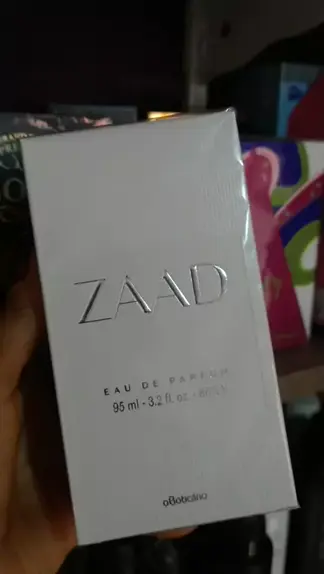 ZAAD
EAU DE PARFUM
95 ml - 3.2 fl. oz.
oBoticário